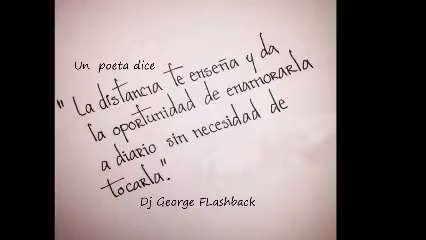 Un poeta dice
"La distancia te enseña y da
la oportunidad de enamorarla
a diario sin necesidad de
tocarla".
Dj George FLashback